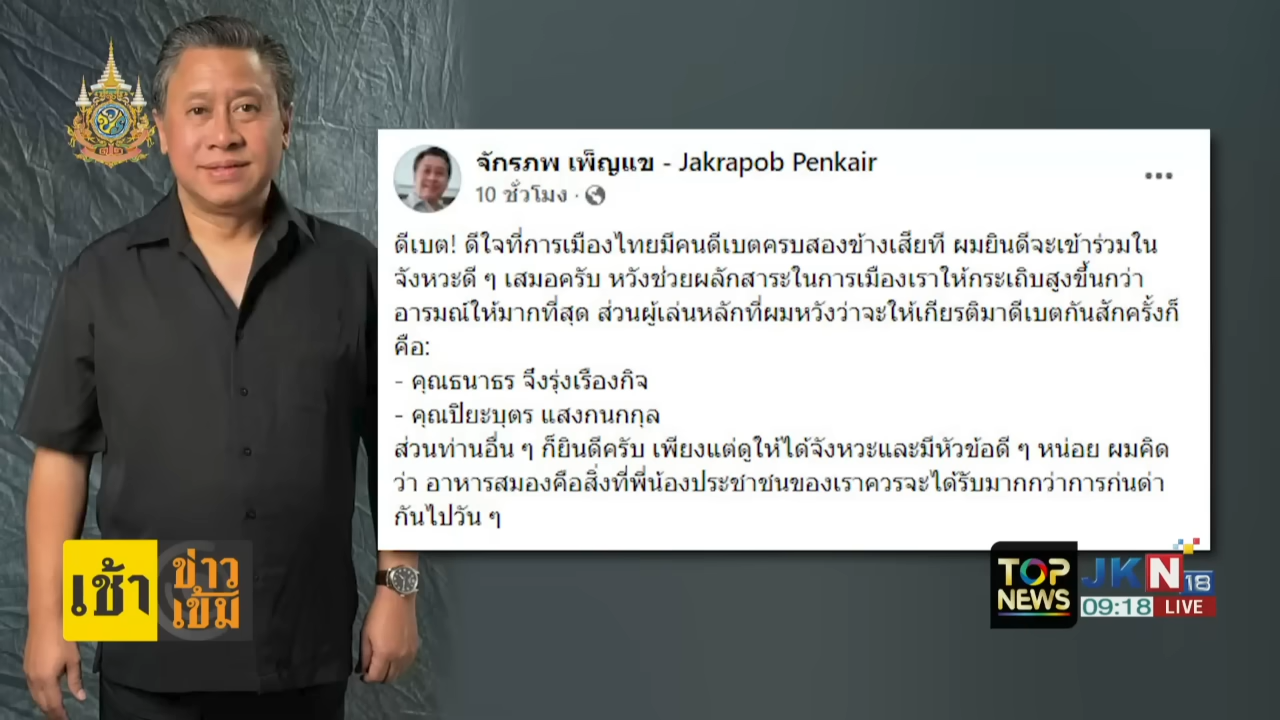 จักรภพ เพ็ญแข - Jakrapob Penkair
10 ชั่วโมง ·
ดีเบต! ดีใจที่การเมืองไทยมีคนดีเบตครบสองข้างเสียที ผมยินดีจะเข้าร่วมใน
จังหวะดี ๆ เสมอครับ หวังช่วยผลักสาระในการเมืองเราให้กระเถิบสูงขึ้นกว่า
อารมณ์ให้มากที่สุด ส่วนผู้เล่นหลักที่ผมหวังว่าจะให้เกียรติมาดีเบตกันสักครั้งก็
คือ:
- คุณธนาธร จึงรุ่งเรืองกิจ
- คุณปิยะบุตร แสงกนกกุล
ส่วนท่านอื่น ๆ ก็ยินดีครับ เพียงแต่ดูให้ได้จังหวะและมีหัวข้อดี ๆ หน่อย ผมคิด
ว่า อาหารสมองคือสิ่งที่พี่น้องประชาชนของเราควรจะได้รับมากกว่าการก่นด่า
กันไปวัน ๆ
เช้า ข่าวเข้ม
TOP NEWS
JKN 18
09:18 LIVE